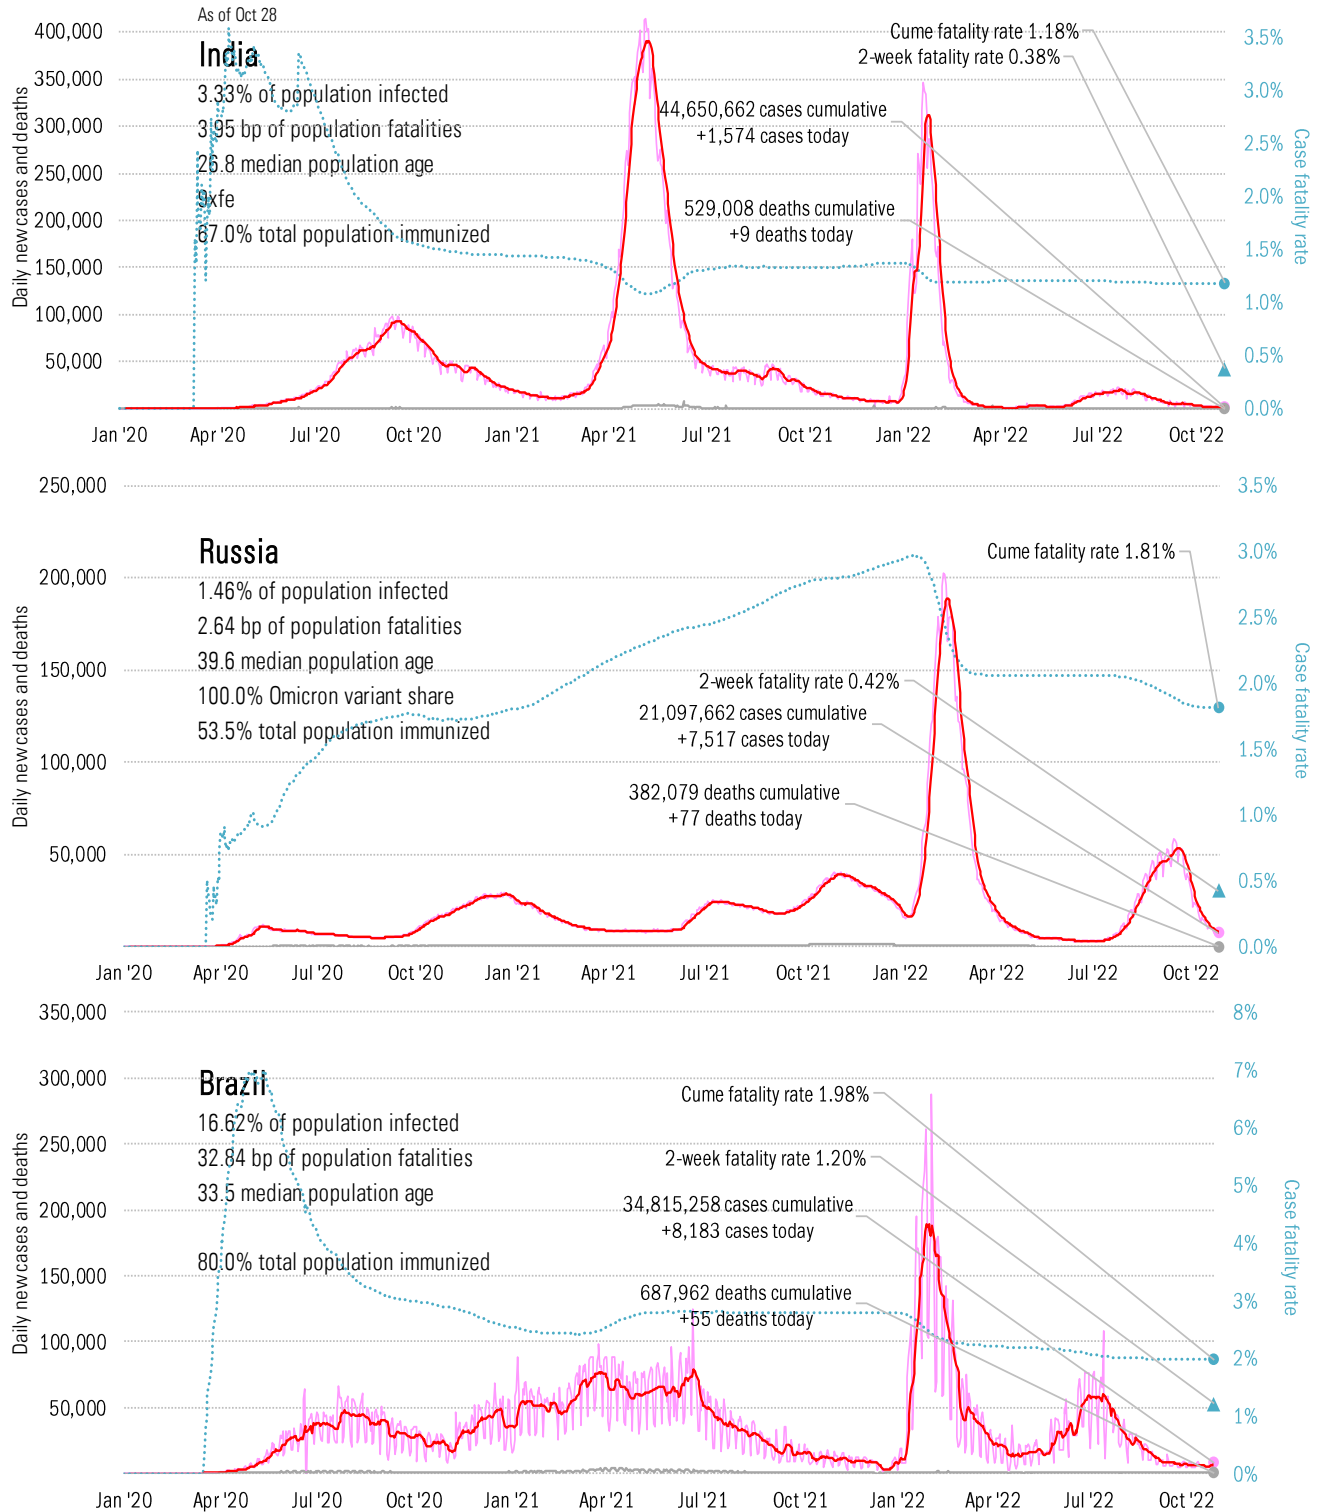 As of Oct 28
India
3.33% of population infected
3.95 bp of population fatalities
26.8 median population age
9xfe
67.0% total population immunized
Cume fatality rate 1.18%
2-week fatality rate 0.38%
44,650,662 cases cumulative
+1,574 cases today
529,008 deaths cumulative
+9 deaths today
Daily new cases and deaths
400,000
350,000
300,000
250,000
200,000
150,000
100,000
50,000
3.5%
3.0%
2.5%
2.0%
1.5%
1.0%
0.5%
0.0%
Case fatality rate
Jan '20 Apr '20 Jul '20 Oct '20 Jan '21 Apr '21 Jul '21 Oct '21 Jan '22 Apr '22 Jul '22 Oct '22
Russia
1.46% of population infected
2.64 bp of population fatalities
39.6 median population age
100.0% Omicron variant share
53.5% total population immunized
Cume fatality rate 1.81%
2-week fatality rate 0.42%
21,097,662 cases cumulative
+7,517 cases today
382,079 deaths cumulative
+77 deaths today
Daily new cases and deaths
250,000
200,000
150,000
100,000
50,000
3.5%
3.0%
2.5%
2.0%
1.5%
1.0%
0.5%
0.0%
Case fatality rate
Jan '20 Apr '20 Jul '20 Oct '20 Jan '21 Apr '21 Jul '21 Oct '21 Jan '22 Apr '22 Jul '22 Oct '22
Brazil
16.62% of population infected
32.84 bp of population fatalities
33.5 median population age
80.0% total population immunized
Cume fatality rate 1.98%
2-week fatality rate 1.20%
34,815,258 cases cumulative
+8,183 cases today
687,962 deaths cumulative
+55 deaths today
Daily new cases and deaths
350,000
300,000
250,000
200,000
150,000
100,000
50,000
8%
7%
6%
5%
4%
3%
2%
1%
0%
Case fatality rate
Jan '20 Apr '20 Jul '20 Oct '20 Jan '21 Apr '21 Jul '21 Oct '21 Jan '22 Apr '22 Jul '22 Oct '22